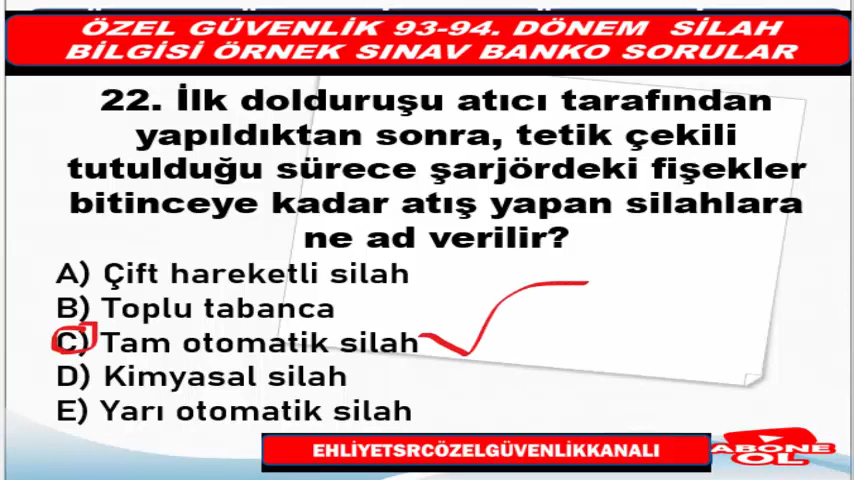 ÖZEL GÜVENLİK 93-94. DÖNEM SİLAH
BİLGİSİ ÖRNEK SINAV BANKO SORULAR
22. İlk dolduruşu atıcı tarafından
yapıldıktan sonra, tetik çekili
tutulduğu sürece şarjördeki fişekler
bitinceye kadar atış yapan silahlara
ne ad verilir?
A) Çift hareketli silah
B) Toplu tabanca
C) Tam otomatik silah
D) Kimyasal silah
E) Yarı otomatik silah
EHLİYETSRCÖZELGÜVENLİKKANALI
ABONE
OL